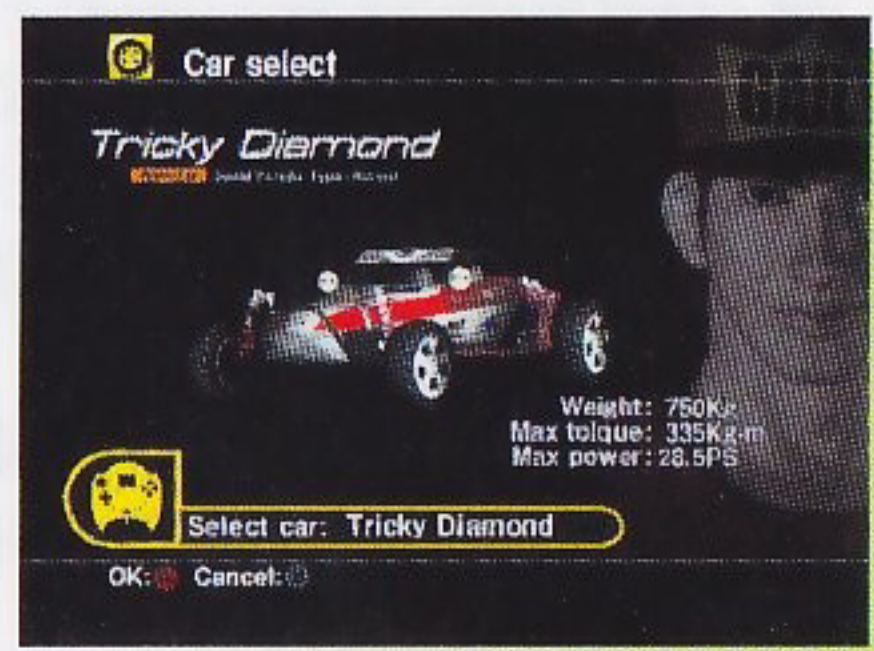 Car select
Tricky Diamond
Weight: 750Kg
Max tolque: 335Kg-m
Max power: 28.5PS
Select car: Tricky Diamond
OK: Cancel: